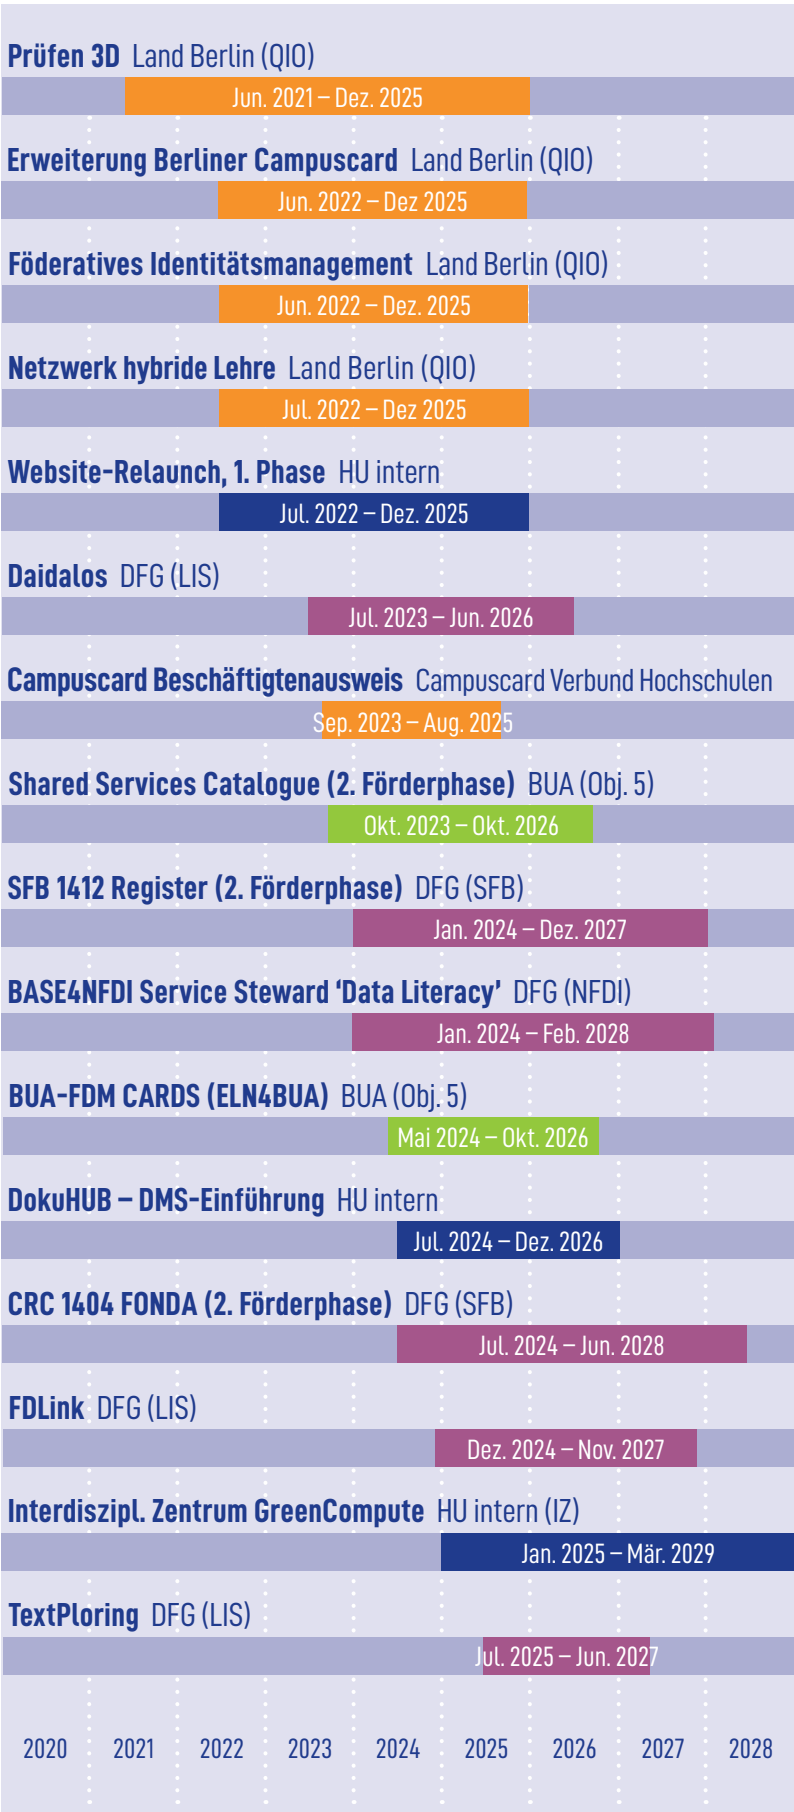 Prüfen 3D Land Berlin (QIO)
Jun. 2021 – Dez. 2025
Erweiterung Berliner Campuscard Land Berlin (QIO)
Jun. 2022 – Dez 2025
Föderatives Identitätsmanagement Land Berlin (QIO)
Jun. 2022 – Dez. 2025
Netzwerk hybride Lehre Land Berlin (QIO)
Jul. 2022 – Dez 2025
Website-Relaunch, 1. Phase HU intern
Jul. 2022 – Dez. 2025
Daidalos DFG (LIS)
Jul. 2023 – Jun. 2026
Campuscard Beschäftigtenausweis Campuscard Verbund Hochschulen
Sep. 2023 – Aug. 2025
Shared Services Catalogue (2. Förderphase) BUA (Obj. 5)
Okt. 2023 – Okt. 2026
SFB 1412 Register (2. Förderphase) DFG (SFB)
Jan. 2024 – Dez. 2027
BASE4NFDI Service Steward ‘Data Literacy’ DFG (NFDI)
Jan. 2024 – Feb. 2028
BUA-FDM CARDS (ELN4BUA) BUA (Obj. 5)
Mai 2024 – Okt. 2026
DokuHUB – DMS-Einführung HU intern
Jul. 2024 – Dez. 2026
CRC 1404 FONDA (2. Förderphase) DFG (SFB)
Jul. 2024 – Jun. 2028
FDLink DFG (LIS)
Dez. 2024 – Nov. 2027
Interdiszipl. Zentrum GreenCompute HU intern (IZ)
Jan. 2025 – Mär. 2029
TextPloring DFG (LIS)
Jul. 2025 – Jun. 2027
2020 2021 2022 2023 2024 2025 2026 2027 2028